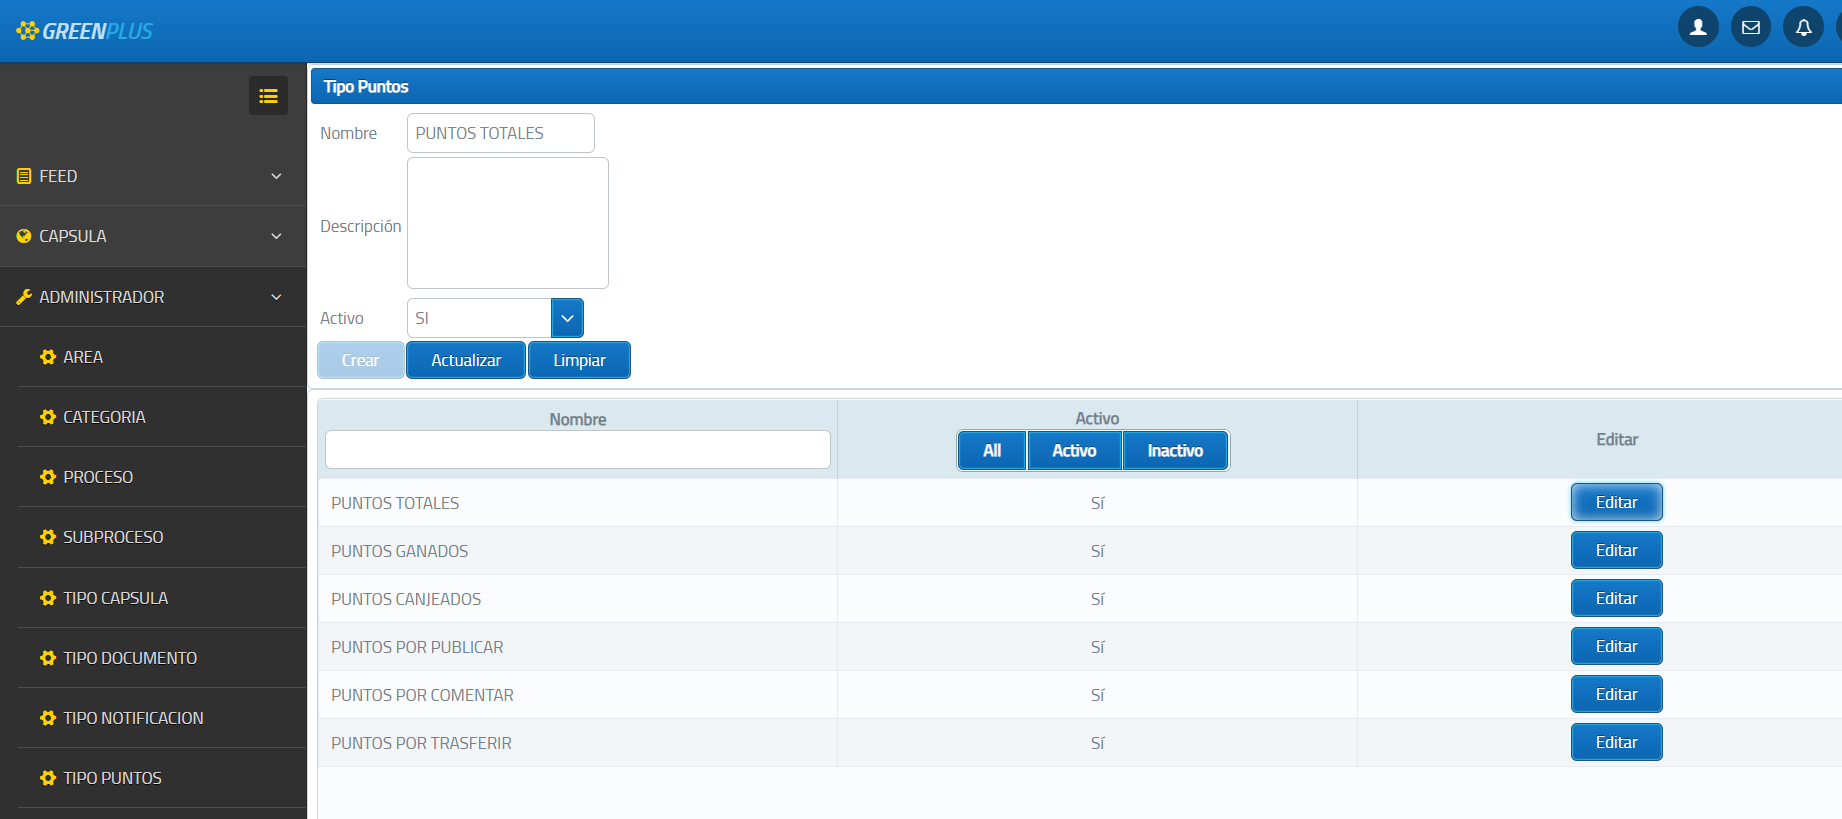 GREENPLUS
FEED
CAPSULA
ADMINISTRADOR
AREA
CATEGORIA
PROCESO
SUBPROCESO
TIPO CAPSULA
TIPO DOCUMENTO
TIPO NOTIFICACION
TIPO PUNTOS
Tipo Puntos
Nombre PUNTOS TOTALES
Descripción
Activo SI
Crear Actualizar Limpiar
Nombre Activo Editar
All Activo Inactivo
PUNTOS TOTALES Sí Editar
PUNTOS GANADOS Sí Editar
PUNTOS CANJEADOS Sí Editar
PUNTOS POR PUBLICAR Sí Editar
PUNTOS POR COMENTAR Sí Editar
PUNTOS POR TRASFERIR Sí Editar